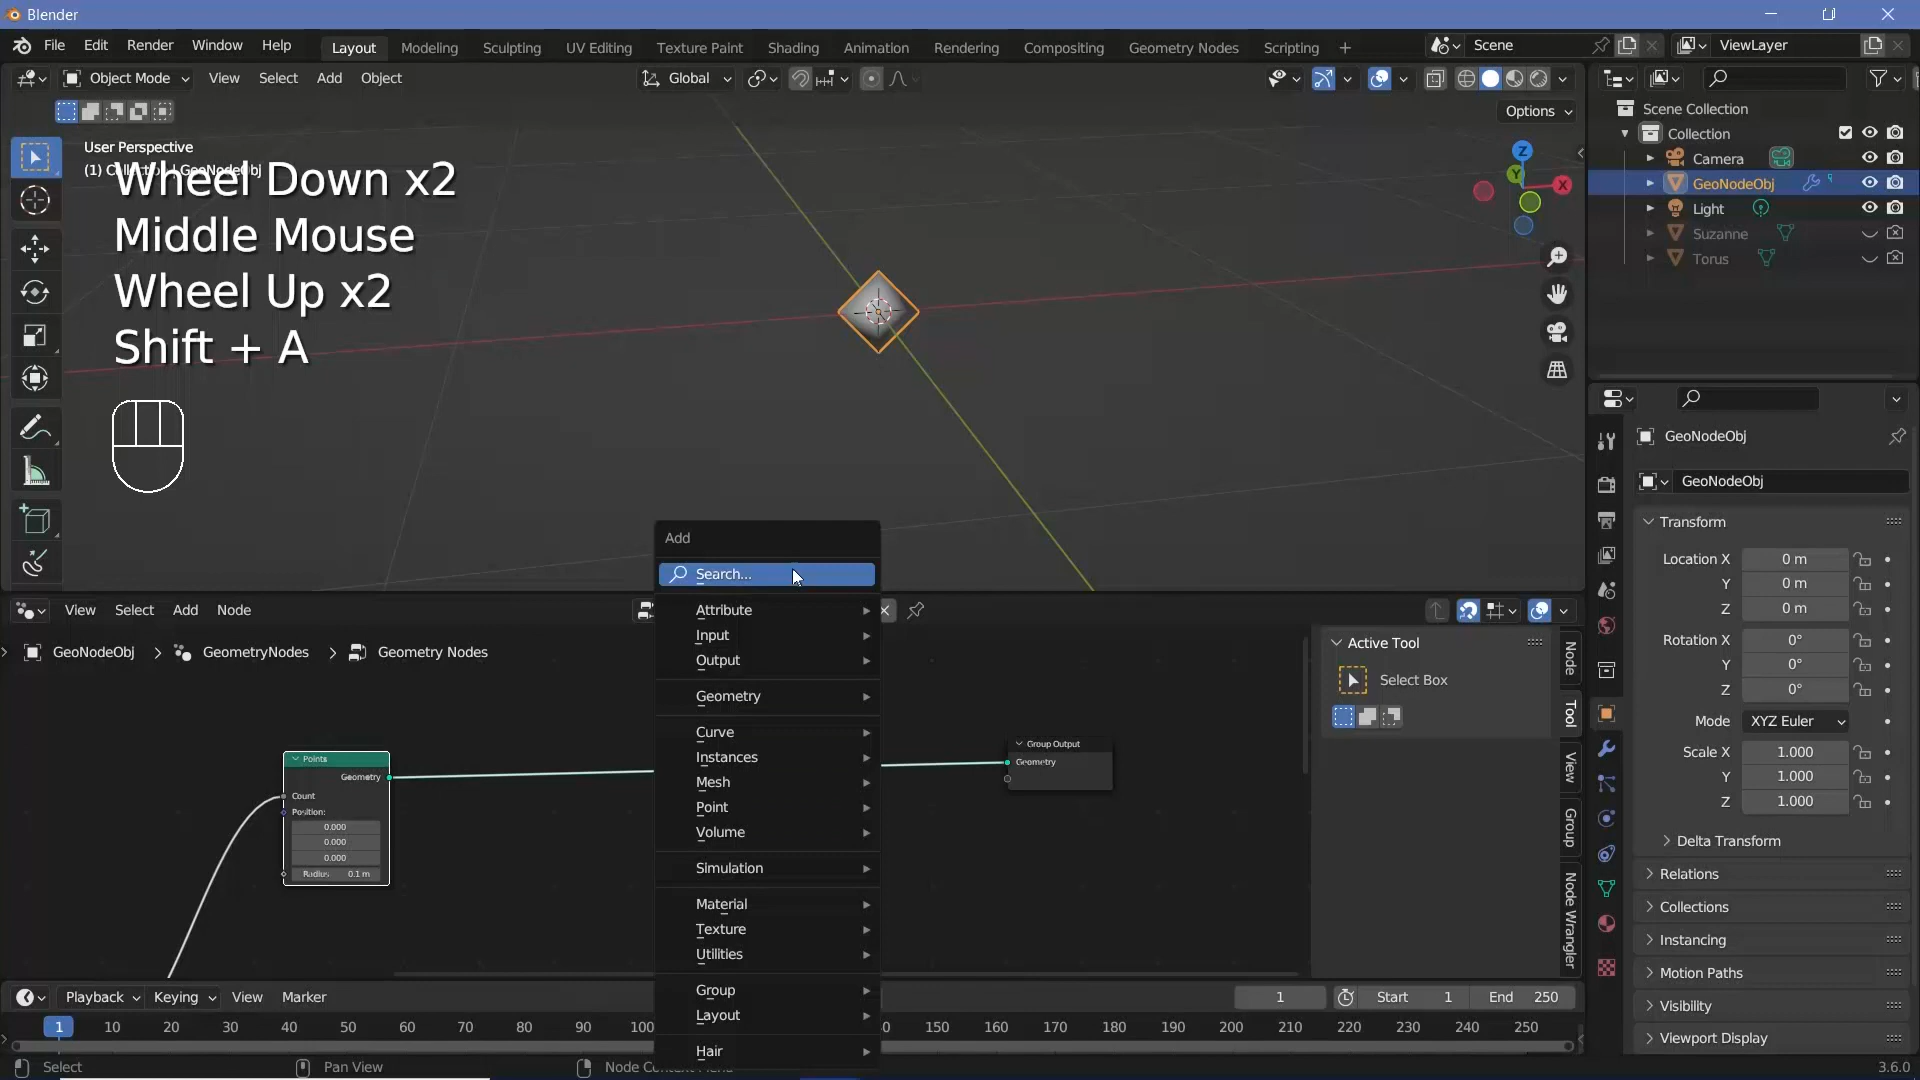 Blender
File Edit Render Window Help
Layout Modeling Sculpting UV Editing Texture Paint Shading Animation Rendering Compositing Geometry Nodes Scripting
Scene
ViewLayer
Object Mode View Select Add Object
Global
Options
User Perspective
Wheel Down x2
Middle Mouse
Wheel Up x2
Shift + A
Z
Y
X
Scene Collection
Collection
Camera
GeoNodeObj
Light
Suzanne
Torus
GeoNodeObj
GeoNodeObj
Transform
Location X 0 m
Y 0 m
Z 0 m
Rotation X 0°
Y 0°
Z 0°
Mode XYZ Euler
Scale X 1.000
Y 1.000
Z 1.000
Delta Transform
Relations
Collections
Instancing
Motion Paths
Visibility
Viewport Display
Add
Search...
Attribute
Input
Output
Geometry
Curve
Instances
Mesh
Point
Volume
Simulation
Material
Texture
Utilities
Group
Layout
Hair
View Select Add Node
GeoNodeObj > GeometryNodes > Geometry Nodes
Points
Geometry
Count
Position:
0.000
0.000
0.000
Radius 0.1 m
Group Output
Geometry
Active Tool
Select Box
Node
Tool
View
Group
Node Wrangler
Playback Keying View Marker
1
Start 1
End 250
1 10 20 30 40 50 60 70 80 90 100
150 160 170 180 190 200 210 220 230 240 250
Select
Pan View
3.6.0